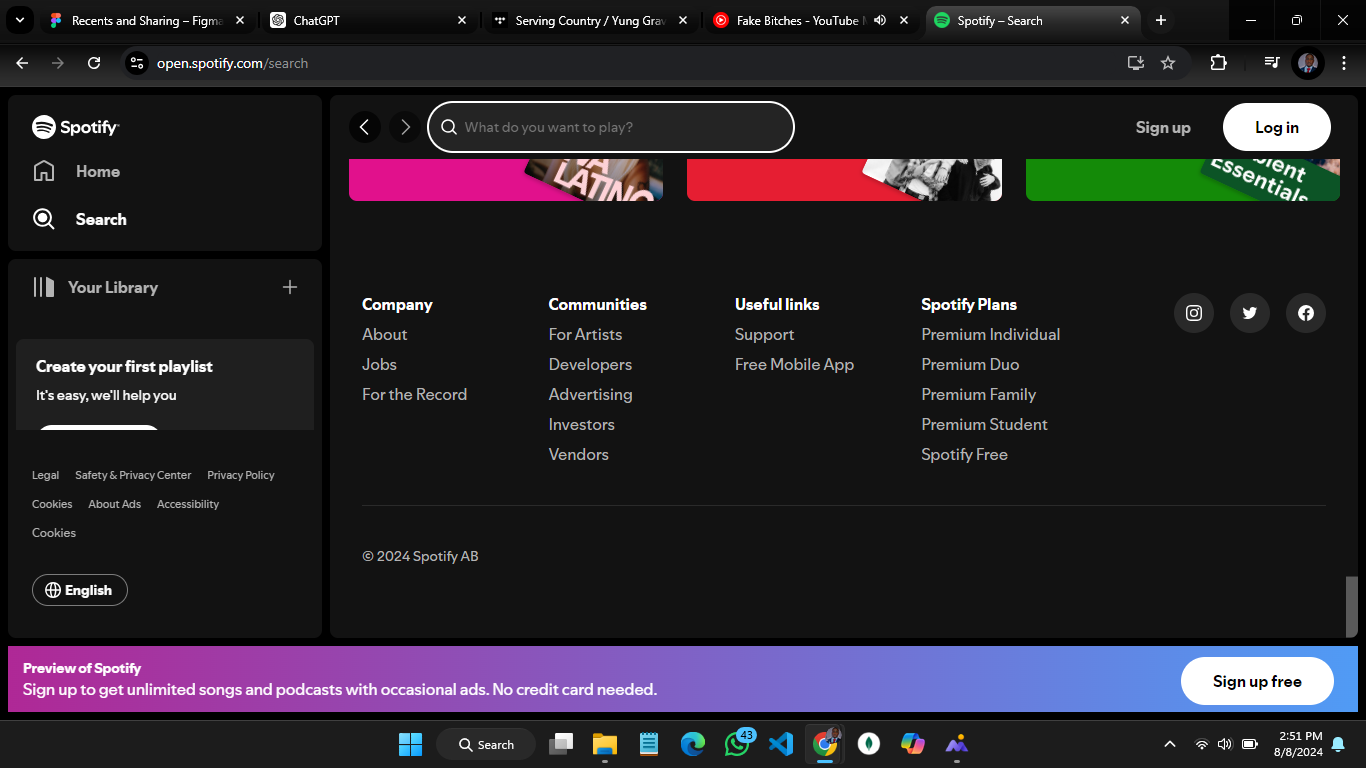 Recents and Sharing – Figma
ChatGPT
Serving Country / Yung Grav
Fake Bitches - YouTube M
Spotify – Search
open.spotify.com/search
Spotify
Home
Search
Your Library
Create your first playlist
It's easy, we'll help you
Legal Safety & Privacy Center Privacy Policy
Cookies About Ads Accessibility
Cookies
English
What do you want to play?
Sign up
Log in
LATINO
Essentials
Company
About
Jobs
For the Record
Communities
For Artists
Developers
Advertising
Investors
Vendors
Useful links
Support
Free Mobile App
Spotify Plans
Premium Individual
Premium Duo
Premium Family
Premium Student
Spotify Free
© 2024 Spotify AB
Preview of Spotify
Sign up to get unlimited songs and podcasts with occasional ads. No credit card needed.
Sign up free
Search
43
2:51 PM
8/8/2024